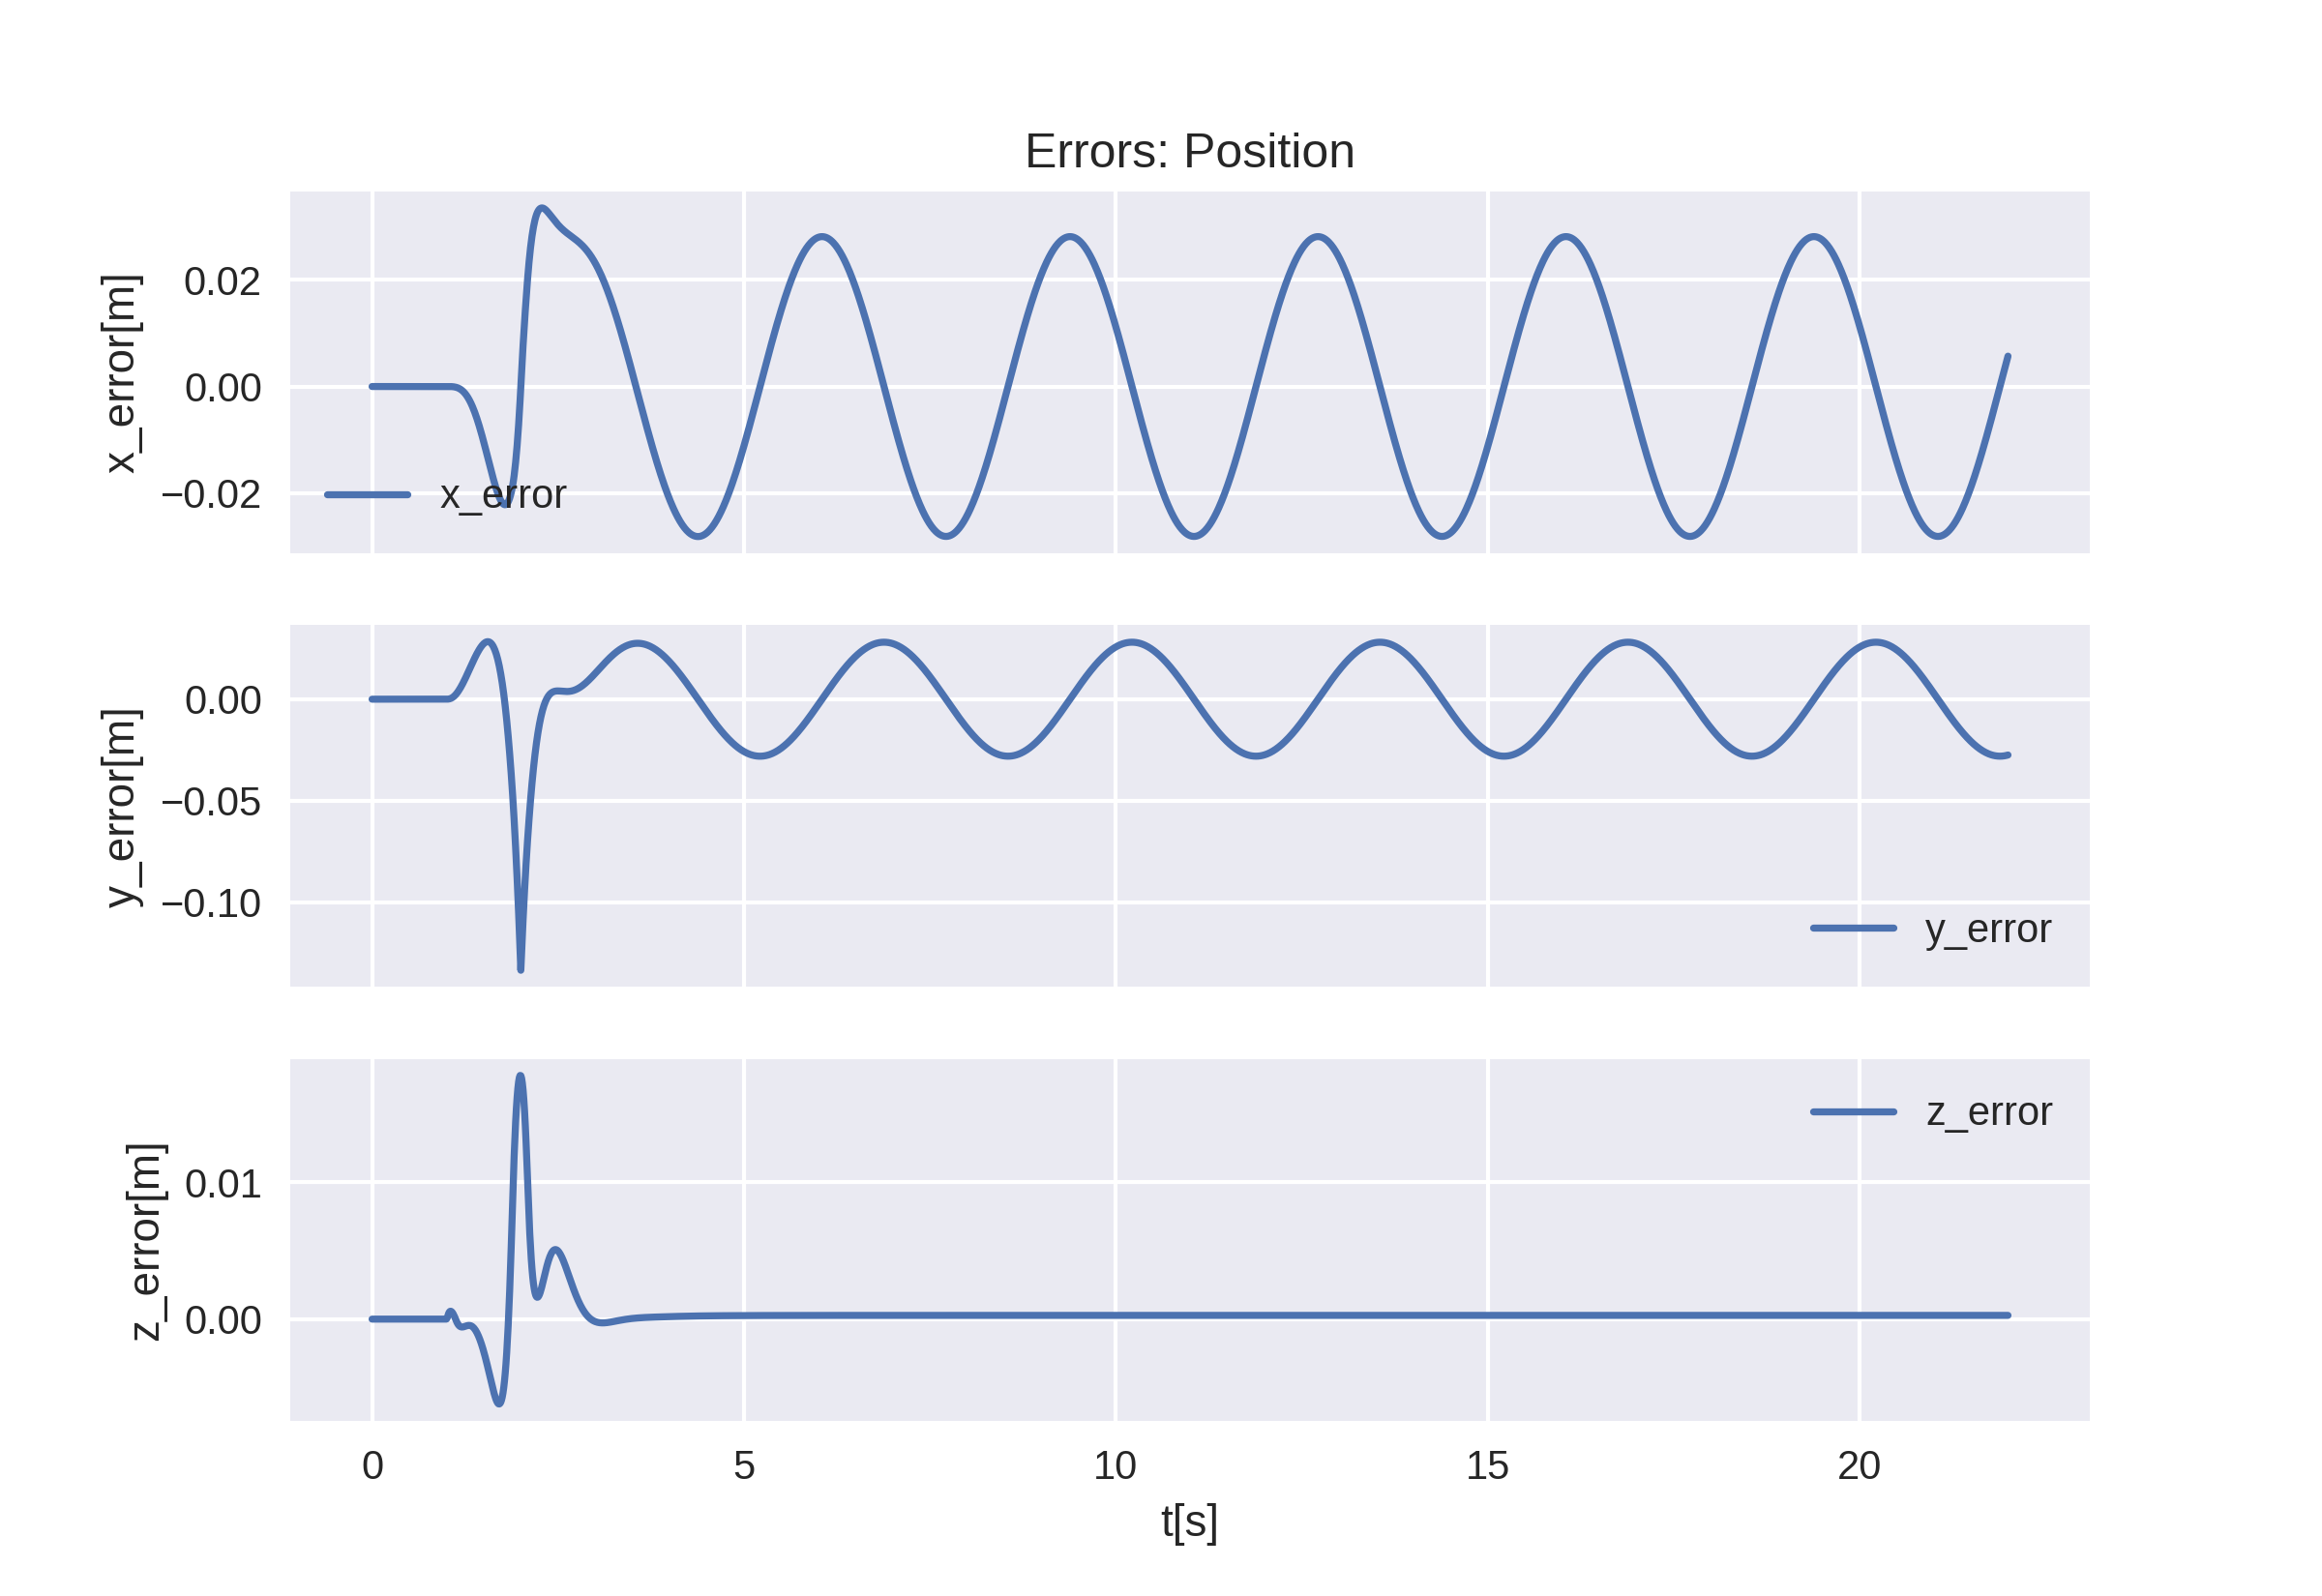 Errors: Position
x_error[m]
0.02
0.00
−0.02
x_error
y_error[m]
0.00
−0.05
−0.10
y_error
z_error[m]
0.01
0.00
z_error
0 5 10 15 20
t[s]